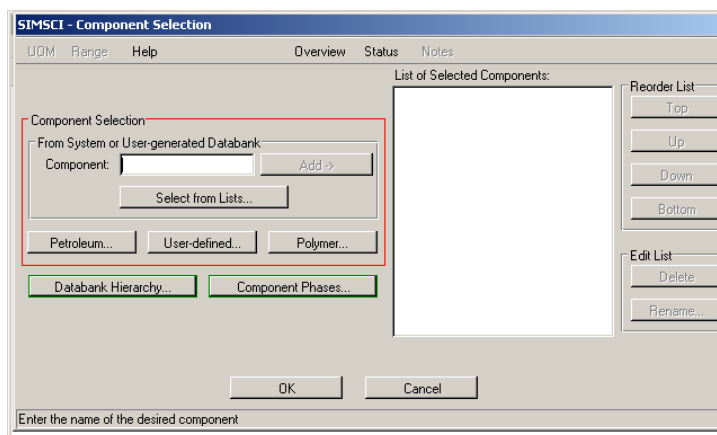 SIMSCI - Component Selection
UOM Range Help Overview Status Notes
List of Selected Components:
Reorder List
Top
Up
Down
Bottom
Component Selection
From System or User-generated Databank
Component: Add ->
Select from Lists...
Petroleum... User-defined... Polymer...
Databank Hierarchy... Component Phases...
Edit List
Delete
Rename...
OK Cancel
Enter the name of the desired component